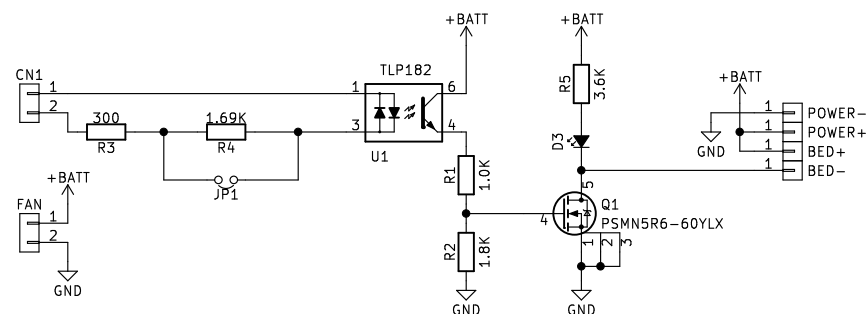 +BATT
+BATT
TLP182
CN1
1
2
300
R3
1.69K
R4
JP1
1
3
6
4
U1
R5
3.6K
D3
+BATT
1 POWER-
1 POWER+
1 BED+
1 BED-
GND
+BATT
FAN
1
2
GND
R1
1.0K
R2
1.8K
GND
4
5
Q1
PSMN5R6-60YLX
1
2
3
GND